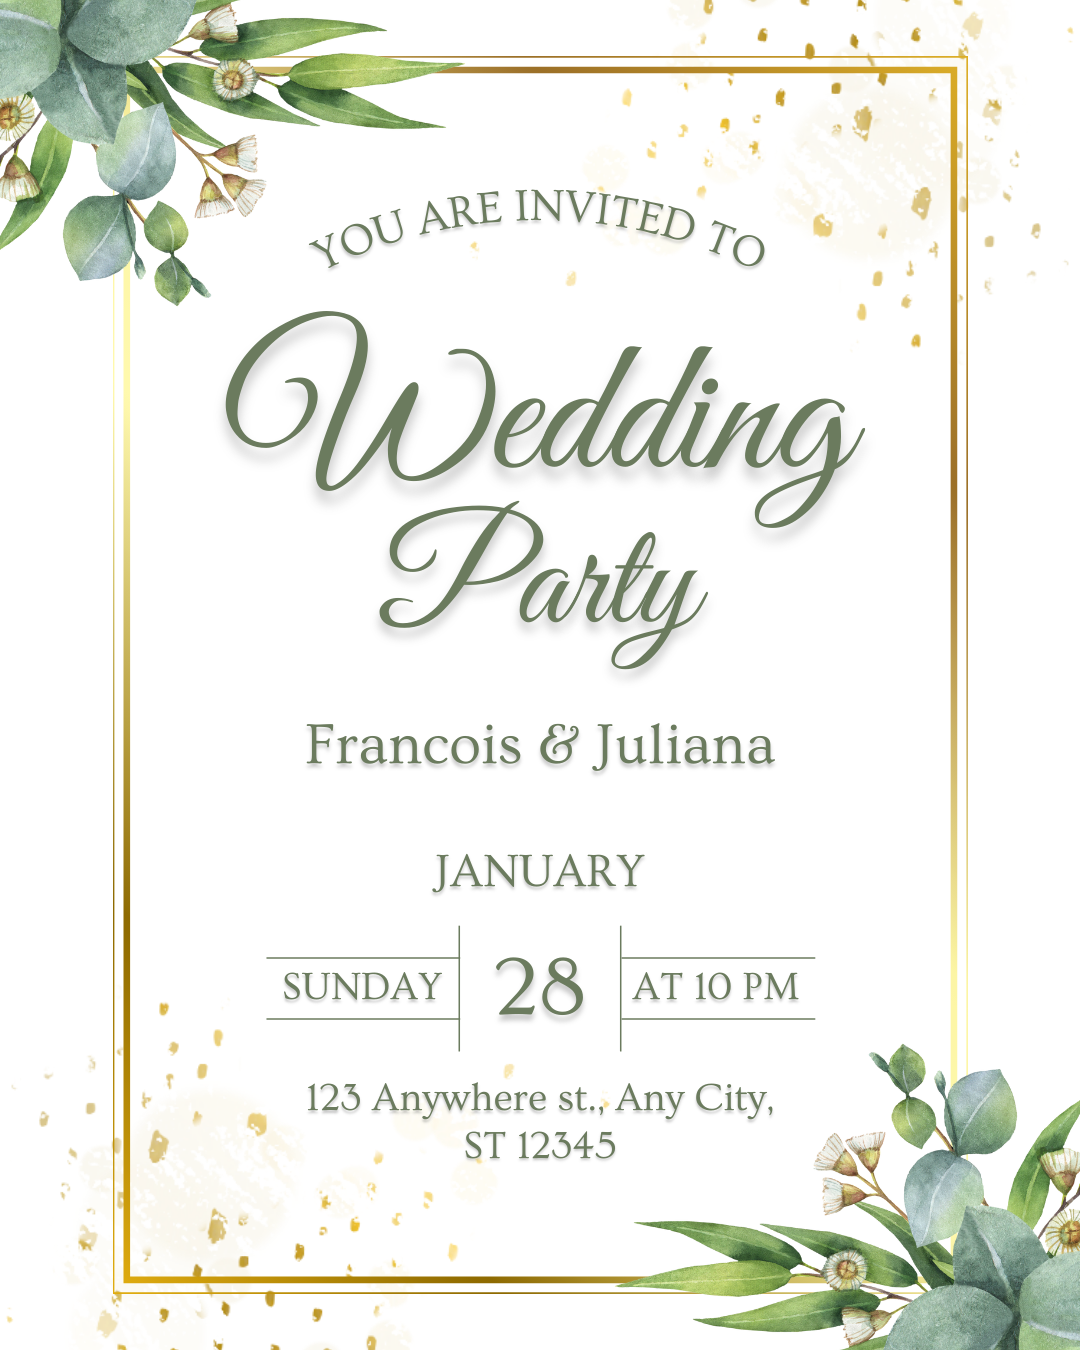 YOU ARE INVITED TO
Wedding
Party
Francois & Juliana
JANUARY
SUNDAY 28 AT 10 PM
123 Anywhere st., Any City,
ST 12345